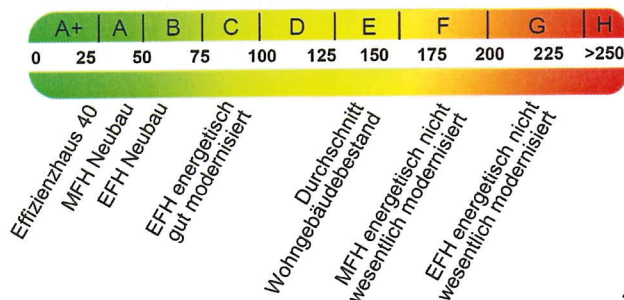 A+ A B C D E F G H
0 25 50 75 100 125 150 175 200 225 >250
Effizienzhaus 40
MFH Neubau
EFH Neubau
EFH energetisch
gut modernisiert
Durchschnitt
Wohngebäudebestand
MFH energetisch nicht
wesentlich modernisiert
EFH energetisch nicht
wesentlich modernisiert